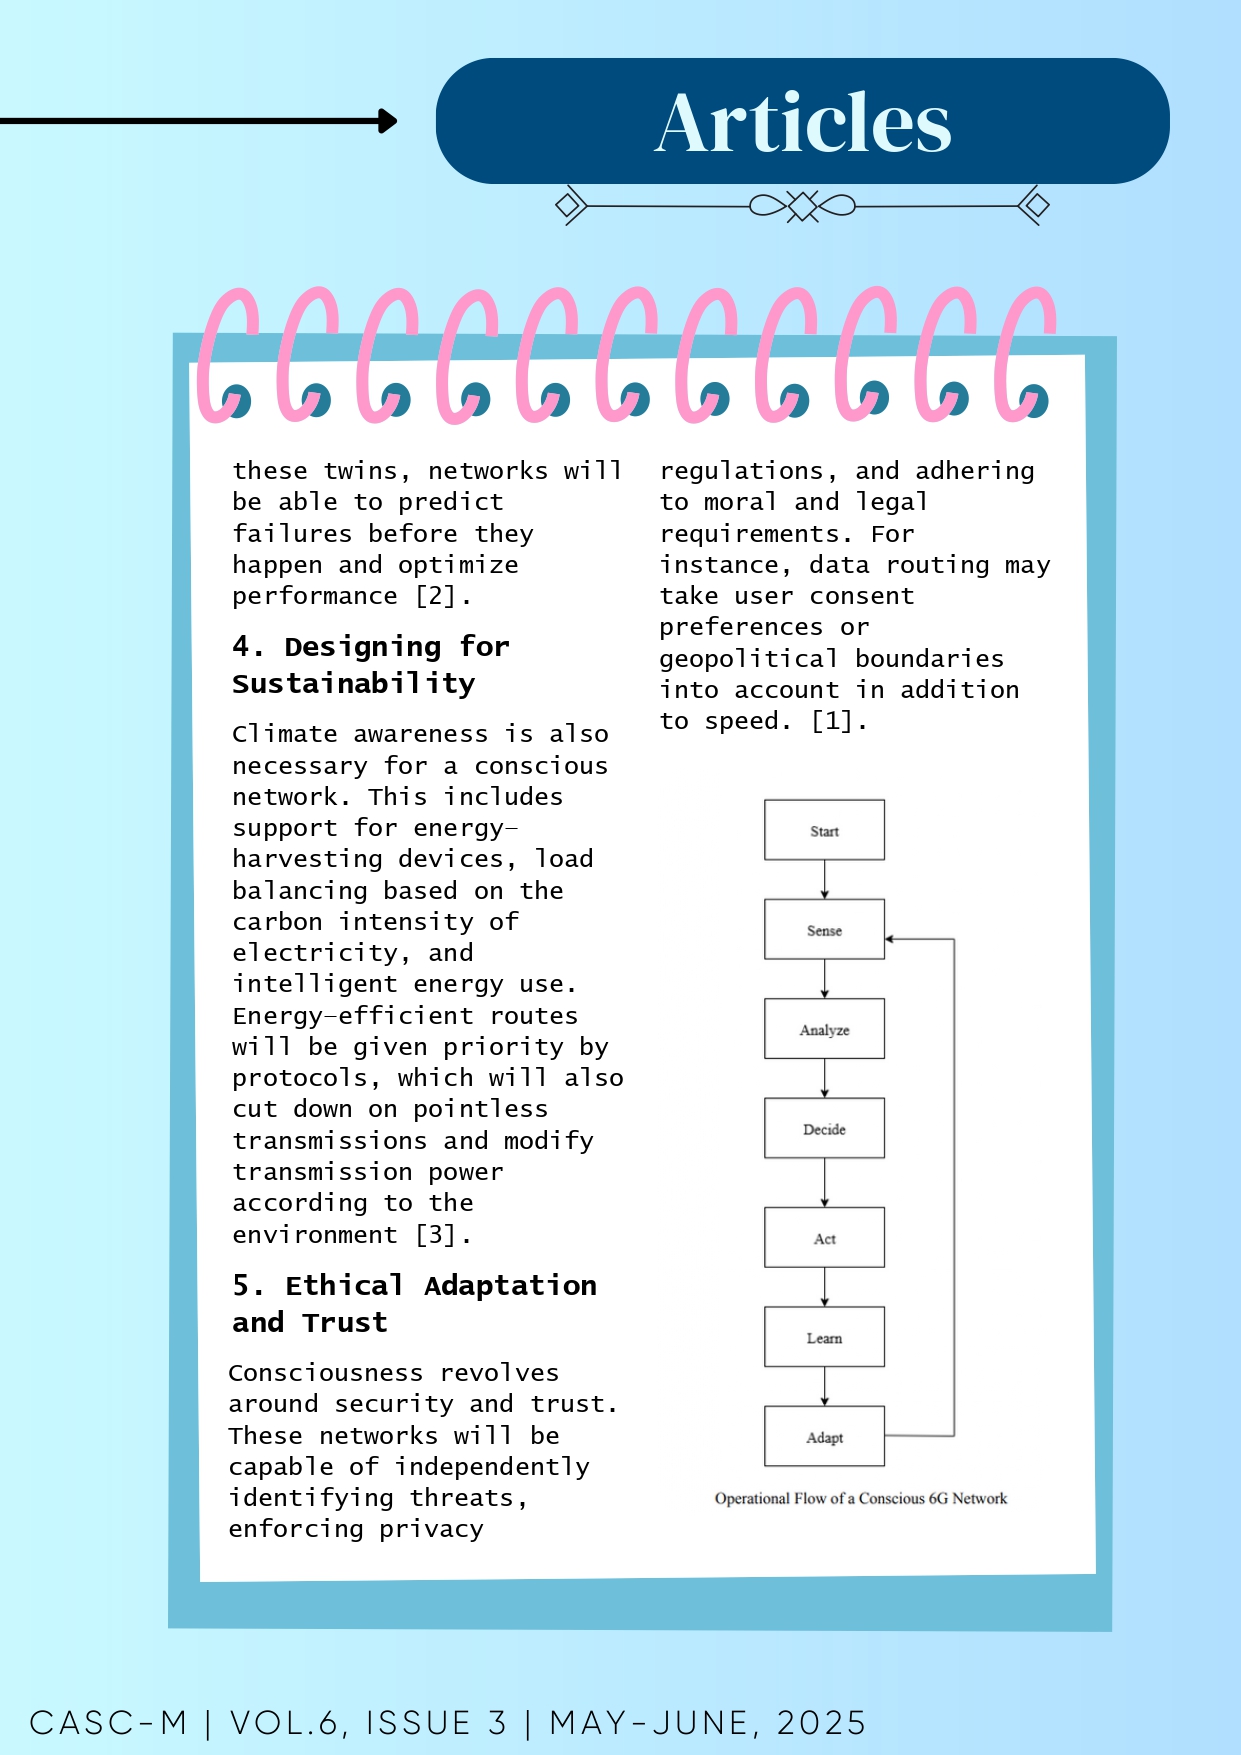 Articles
these twins, networks will
be able to predict
failures before they
happen and optimize
performance [2].
4. Designing for
Sustainability
Climate awareness is also
necessary for a conscious
network. This includes
support for energy-
harvesting devices, load
balancing based on the
carbon intensity of
electricity, and
intelligent energy use.
Energy-efficient routes
will be given priority by
protocols, which will also
cut down on pointless
transmissions and modify
transmission power
according to the
environment [3].
5. Ethical Adaptation
and Trust
Consciousness revolves
around security and trust.
These networks will be
capable of independently
identifying threats,
enforcing privacy
regulations, and adhering
to moral and legal
requirements. For
instance, data routing may
take user consent
preferences or
geopolitical boundaries
into account in addition
to speed. [1].
Start
Sense
Analyze
Decide
Act
Learn
Adapt
Operational Flow of a Conscious 6G Network
CASC-M | VOL.6, ISSUE 3 | MAY-JUNE, 2025